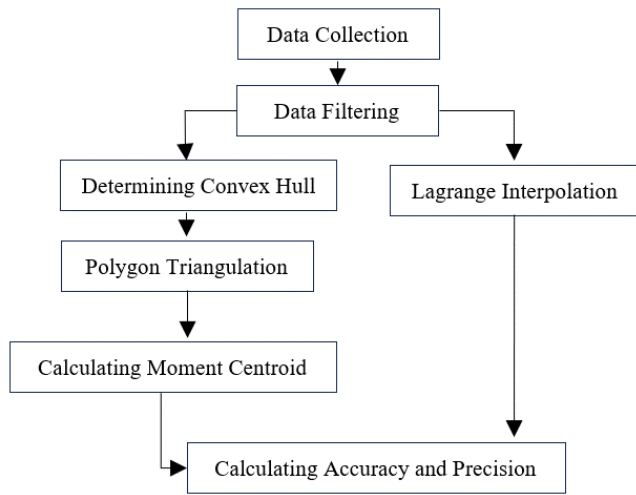 Data Collection
Data Filtering
Determining Convex Hull
Lagrange Interpolation
Polygon Triangulation
Calculating Moment Centroid
Calculating Accuracy and Precision